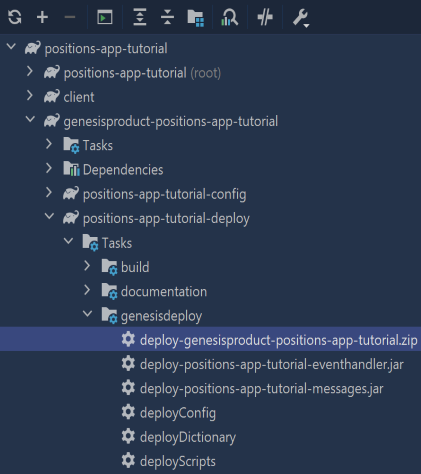 positions-app-tutorial
positions-app-tutorial (root)
client
genesisproduct-positions-app-tutorial
Tasks
Dependencies
positions-app-tutorial-config
positions-app-tutorial-deploy
Tasks
build
documentation
genesisdeploy
deploy-genesisproduct-positions-app-tutorial.zip
deploy-positions-app-tutorial-eventhandler.jar
deploy-positions-app-tutorial-messages.jar
deployConfig
deployDictionary
deployScripts